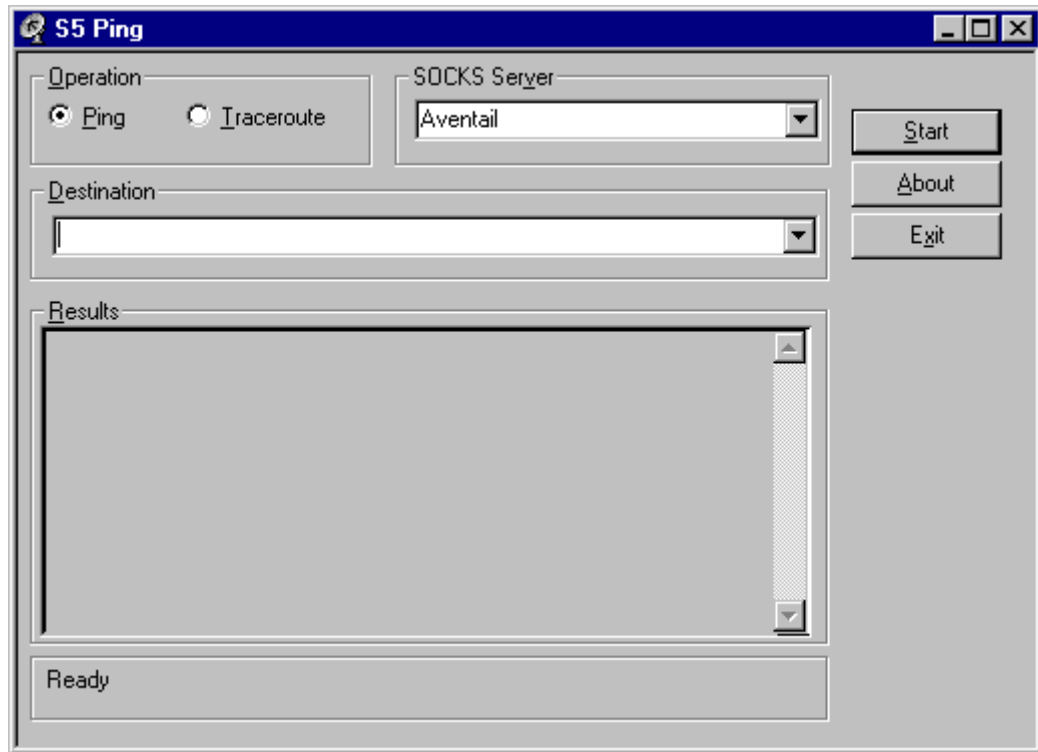 S5 Ping
Operation
Ping Traceroute
SOCKS Server
Aventail
Start
About
Exit
Destination
Results
Ready